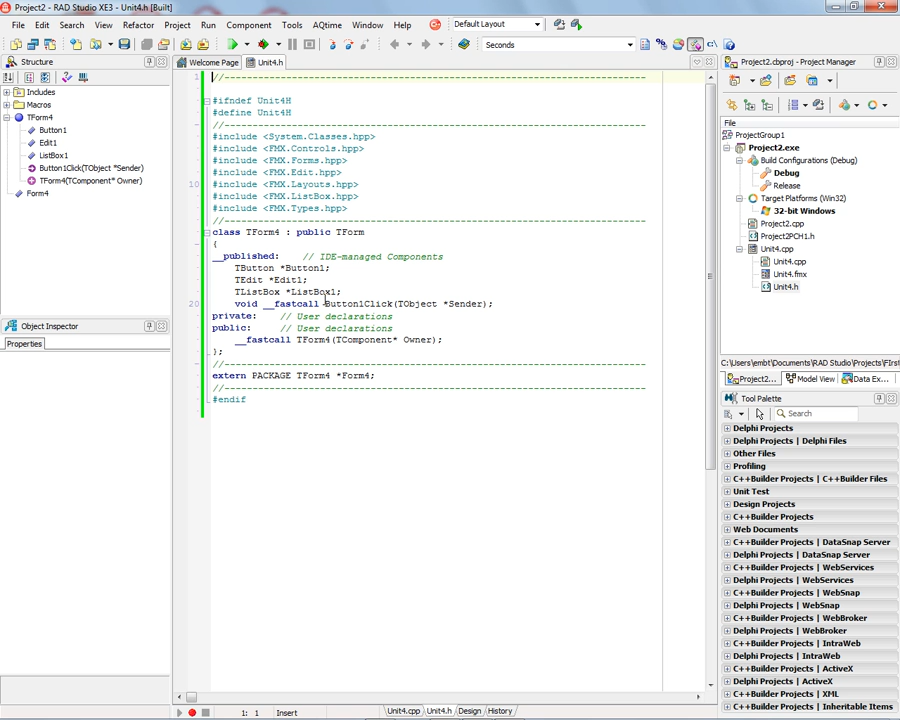 Project2 - RAD Studio XE3 - Unit4.h [Built]
File Edit Search View Refactor Project Run Component Tools AQtime Window Help Default Layout
Seconds
Structure
Includes
Macros
TForm4
Button1
Edit1
ListBox1
Button1Click(TObject *Sender)
TForm4(TComponent* Owner)
Form4
Object Inspector
Properties
Welcome Page Unit4.h
1 //---------------------------------------------------------------------------
#ifndef Unit4H
#define Unit4H
//---------------------------------------------------------------------------
#include <System.Classes.hpp>
#include <FMX.Controls.hpp>
#include <FMX.Forms.hpp>
#include <FMX.Edit.hpp>
10 #include <FMX.Layouts.hpp>
#include <FMX.ListBox.hpp>
#include <FMX.Types.hpp>
//---------------------------------------------------------------------------
class TForm4 : public TForm
{
__published: // IDE-managed Components
TButton *Button1;
TEdit *Edit1;
TListBox *ListBox1;
20 void __fastcall Button1Click(TObject *Sender);
private: // User declarations
public: // User declarations
__fastcall TForm4(TComponent* Owner);
};
//---------------------------------------------------------------------------
extern PACKAGE TForm4 *Form4;
//---------------------------------------------------------------------------
#endif
1: 1 Insert Unit4.cpp Unit4.h Design History
Project2.cbproj - Project Manager
File
ProjectGroup1
Project2.exe
Build Configurations (Debug)
Debug
Release
Target Platforms (Win32)
32-bit Windows
Project2.cpp
Project2PCH1.h
Unit4.cpp
Unit4.cpp
Unit4.fmx
Unit4.h
C:\Users\embt\Documents\RAD Studio\Projects\FIrst
Project2... Model View Data Ex...
Tool Palette
Search
Delphi Projects
Delphi Projects | Delphi Files
Other Files
Profiling
C++Builder Projects | C++Builder Files
Unit Test
Design Projects
C++Builder Projects
Web Documents
C++Builder Projects | DataSnap Server
Delphi Projects | DataSnap Server
C++Builder Projects | WebServices
Delphi Projects | WebServices
C++Builder Projects | WebSnap
Delphi Projects | WebSnap
C++Builder Projects | WebBroker
Delphi Projects | WebBroker
C++Builder Projects | IntraWeb
Delphi Projects | IntraWeb
C++Builder Projects | ActiveX
Delphi Projects | ActiveX
C++Builder Projects | XML
C++Builder Projects | Inheritable Items